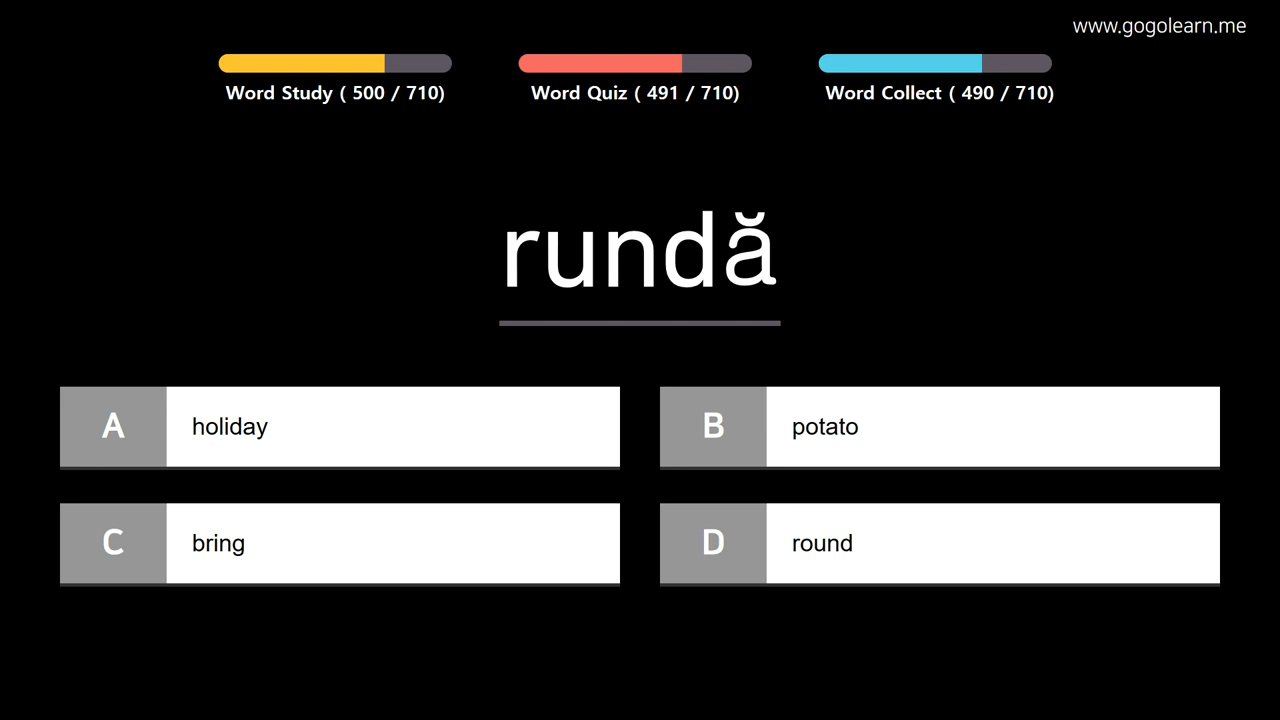 www.gogolearn.me
Word Study ( 500 / 710)
Word Quiz ( 491 / 710)
Word Collect ( 490 / 710)
rundă
A holiday
B potato
C bring
D round